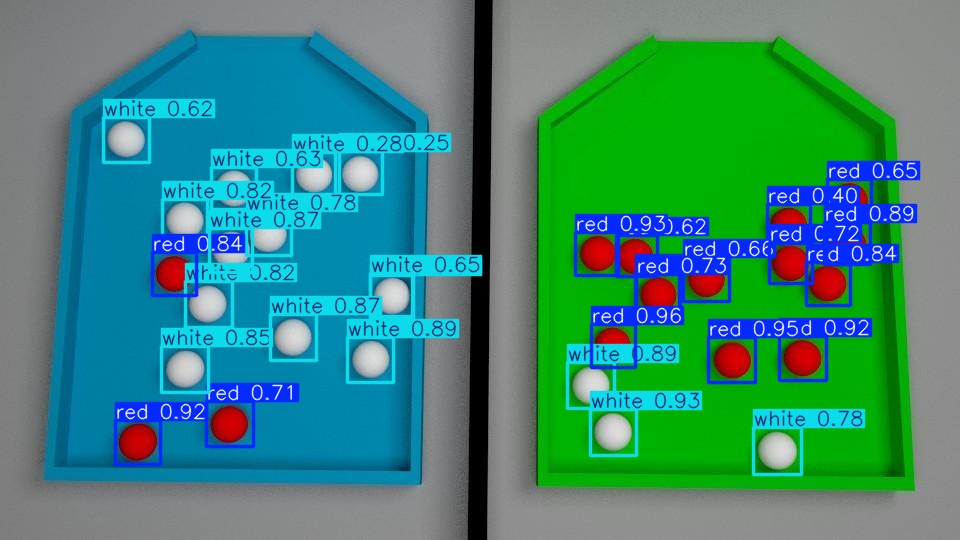 white 0.62
white 0.280.25
white 0.63
white 0.82
white 0.78
white 0.87
red 0.84
white 0.82
white 0.65
white 0.87
white 0.89
white 0.85
red 0.71
red 0.92
red 0.65
red 0.40
red 0.89
red 0.93
0.62
red 0.72
red 0.66
red 0.84
red 0.73
red 0.96
red 0.95
0.92
white 0.89
white 0.93
white 0.78